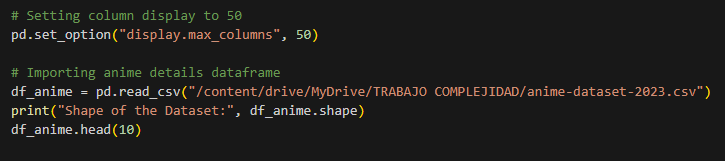 # Setting column display to 50
pd.set_option("display.max_columns", 50)
# Importing anime details dataframe
df_anime = pd.read_csv("/content/drive/MyDrive/TRABAJO COMPLEJIDAD/anime-dataset-2023.csv")
print("Shape of the Dataset:", df_anime.shape)
df_anime.head(10)